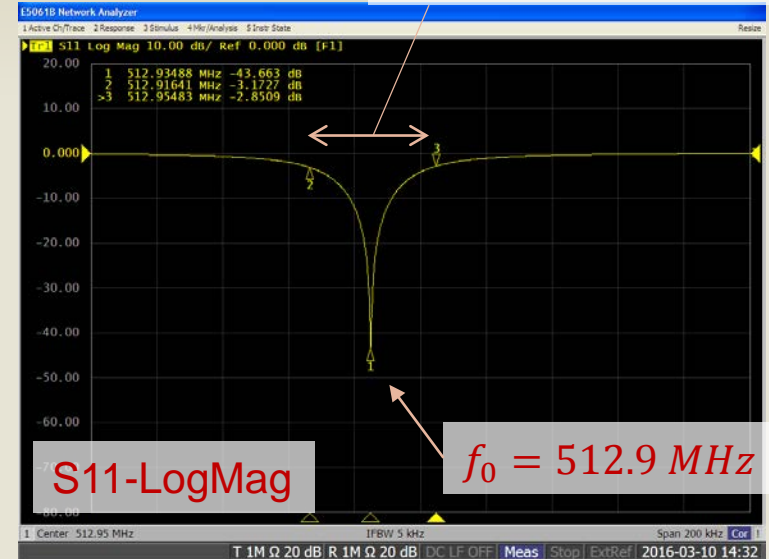 E5061B Network Analyzer
1 Active Ch/Trace 2 Response 3 Stimulus 4 Mkr/Analysis 5 Instr State Resize
Tr1 S11 Log Mag 10.00 dB/ Ref 0.000 dB [F1]
20.00
1 512.93488 MHz -43.663 dB
2 512.91641 MHz -3.1727 dB
>3 512.95483 MHz -2.8509 dB
10.00
0.000
3
2
-10.00
-20.00
-30.00
-40.00
1
-50.00
-60.00
S11-LogMag
f₀ = 512.9 MHz
-80.00
1 Center 512.95 MHz IFBW 5 kHz Span 200 kHz Cor !
T 1M Ω 20 dB R 1M Ω 20 dB DC LF OFF Meas Stop ExtRef 2016-03-10 14:32